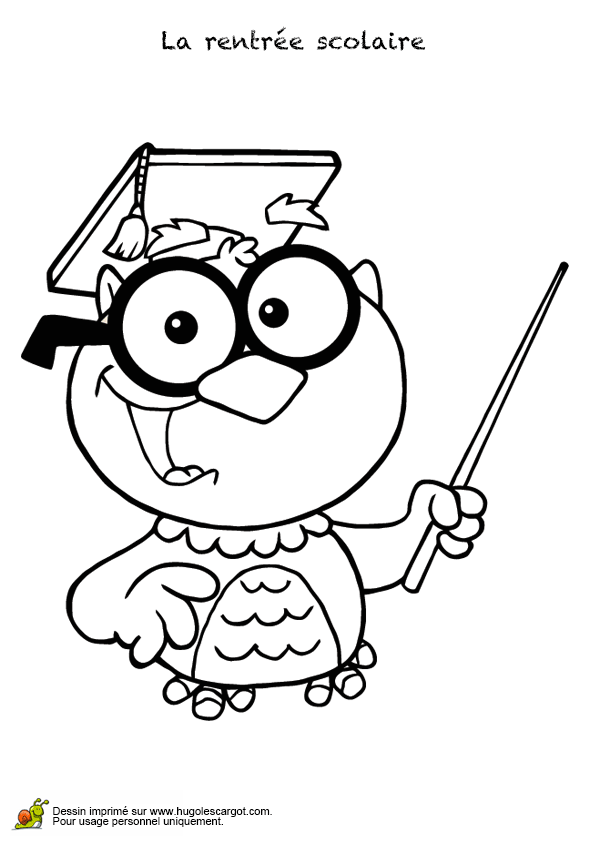 La rentrée scolaire
Dessin imprimé sur www.hugolescargot.com.
Pour usage personnel uniquement.